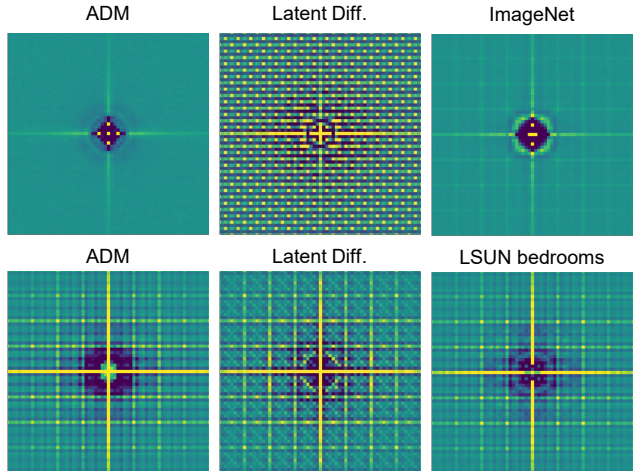 ADM
Latent Diff.
ImageNet
ADM
Latent Diff.
LSUN bedrooms